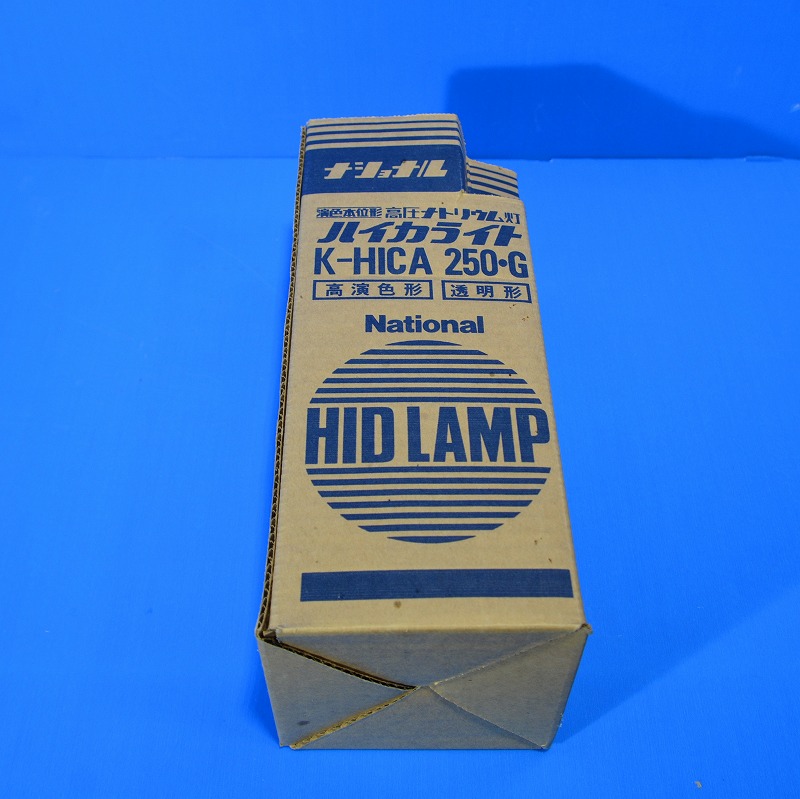 ナショナル
演色本位形 高圧ナトリウム灯
ハイカライト
K-HICA 250・G
高演色形 透明形
National
HID LAMP